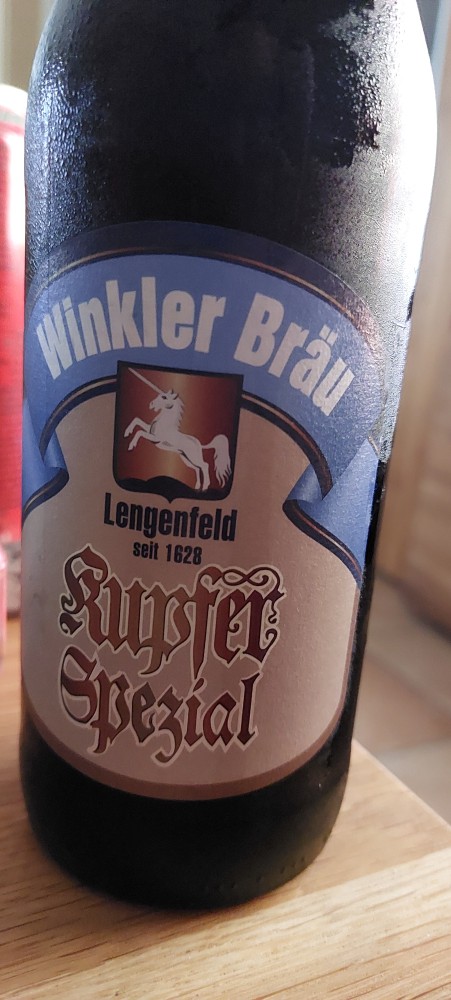 Winkler Bräu
Lengenfeld
seit 1628
Kupfer
Spezial